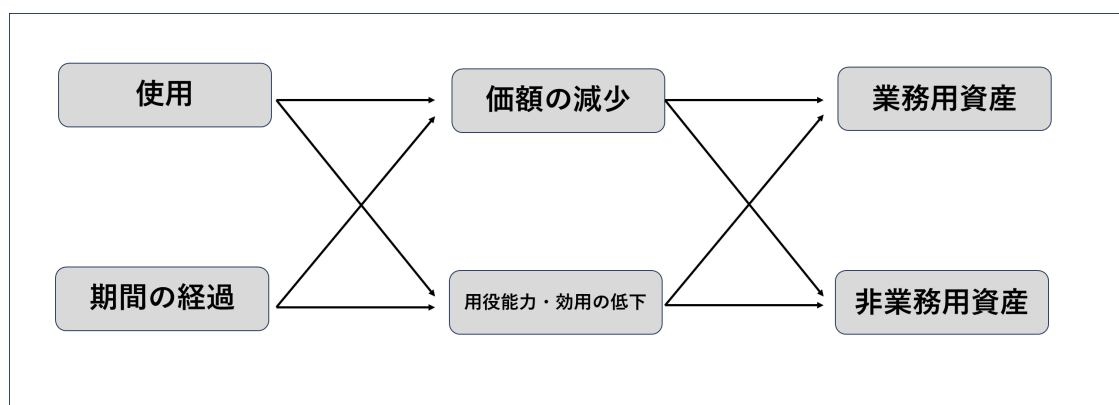 使用
価額の減少
業務用資産
期間の経過
用役能力・効用の低下
非業務用資産